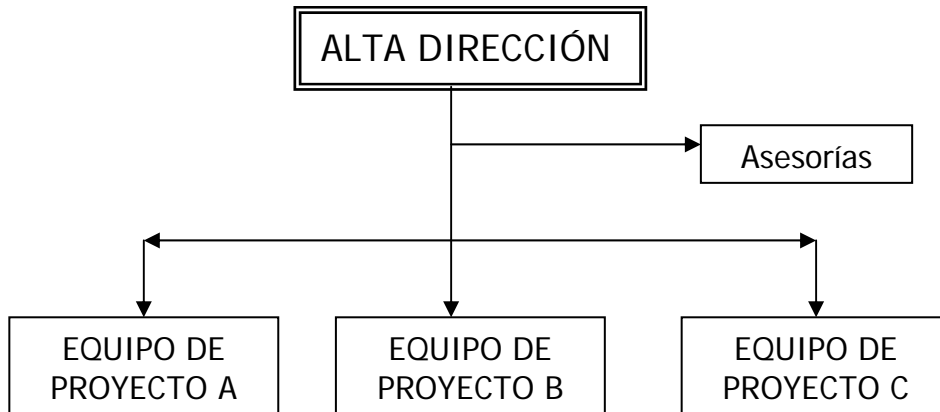 ALTA DIRECCIÓN
Asesorías
EQUIPO DE
PROYECTO A
EQUIPO DE
PROYECTO B
EQUIPO DE
PROYECTO C